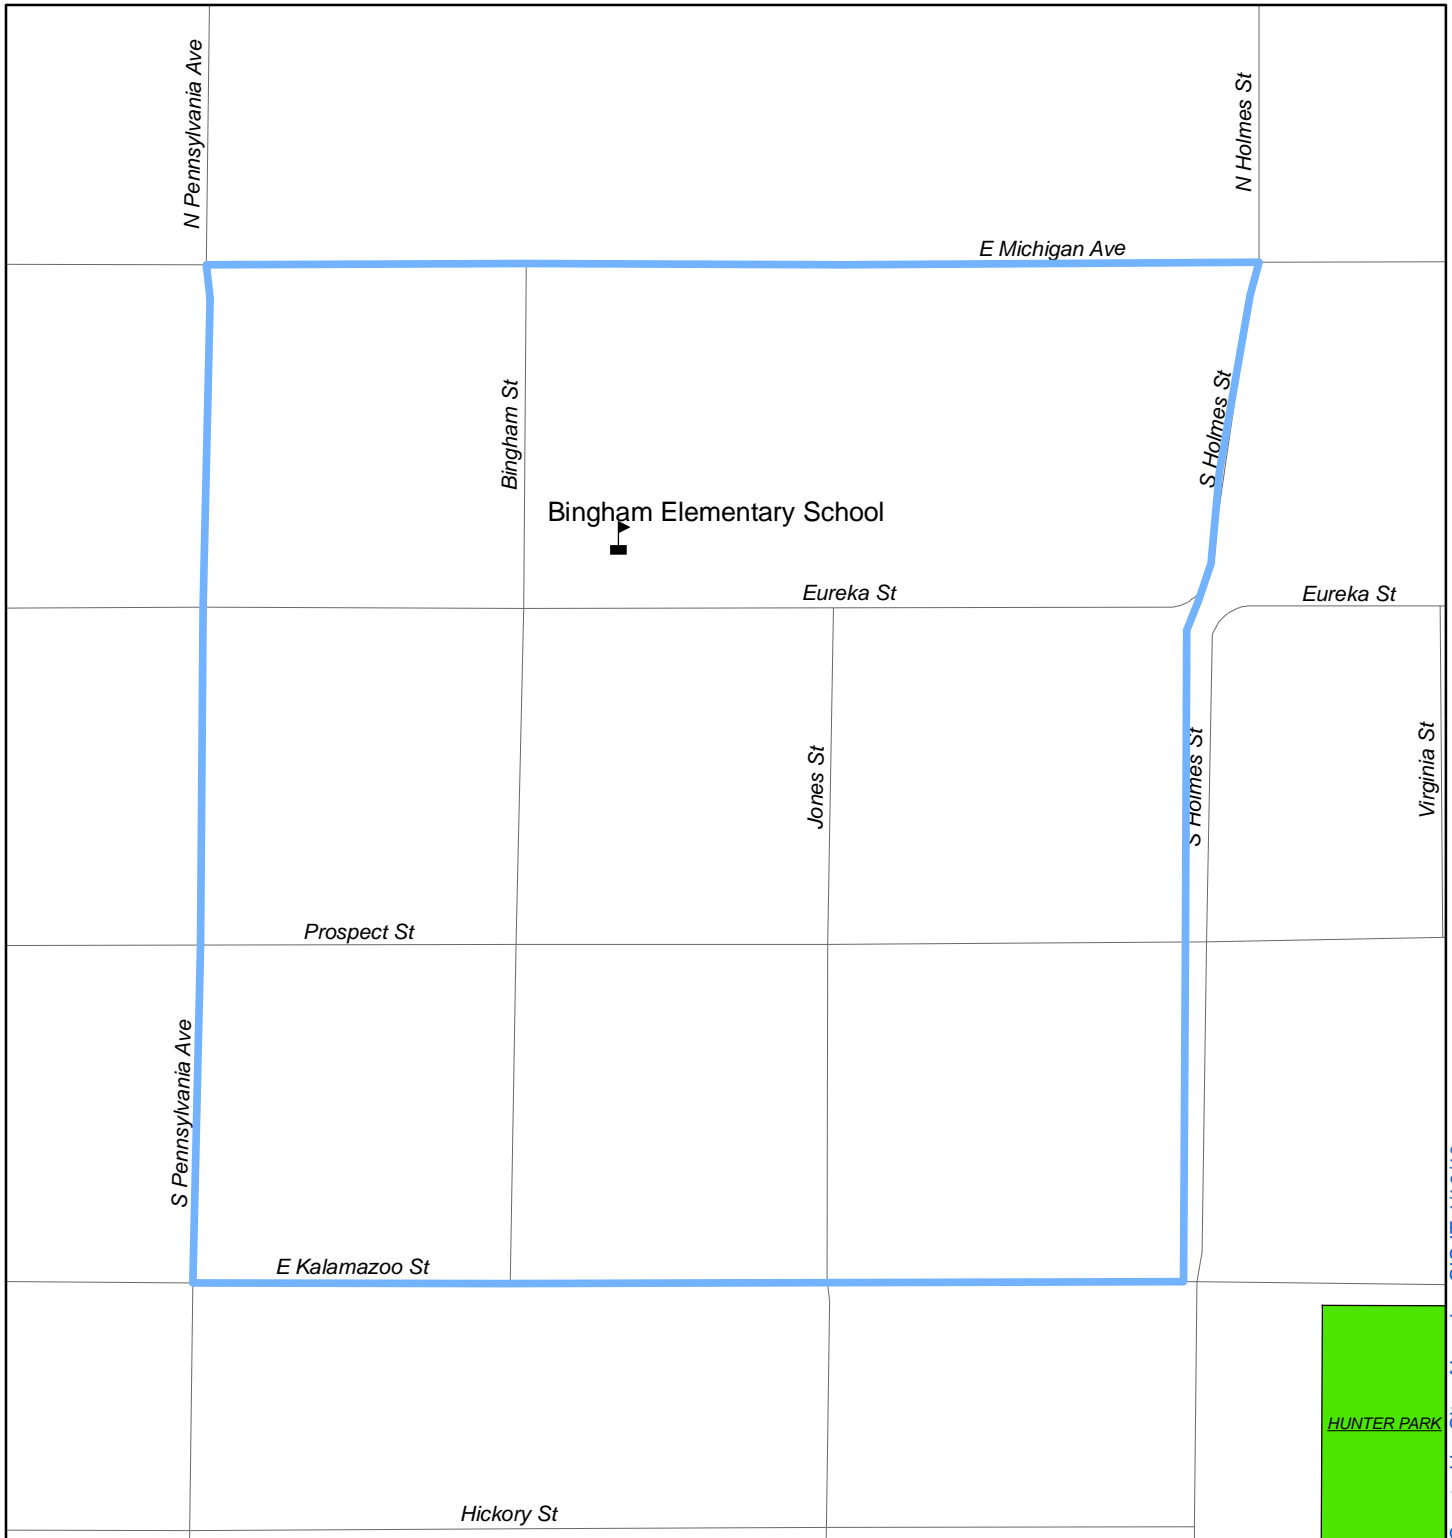 N Pennsylvania Ave
N Holmes St
E Michigan Ave
Bingham St
S Holmes St
Bingham Elementary School
Eureka St
Eureka St
Jones St
S Holmes St
Virginia St
Prospect St
S Pennsylvania Ave
E Kalamazoo St
HUNTER PARK
Hickory St